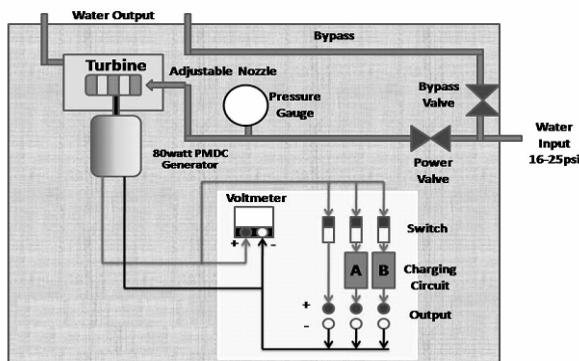 Water Output
Bypass
Turbine
Adjustable Nozzle
Pressure
Gauge
Bypass
Valve
Water
Input
16-25psi
Power
Valve
80watt PMDC
Generator
Voltmeter
+ -
Switch
A B
Charging
Circuit
+
Output
-